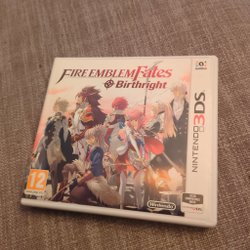 FIRE EMBLEM Fates
Birthright
NINTENDO 3DS
12
Nintendo